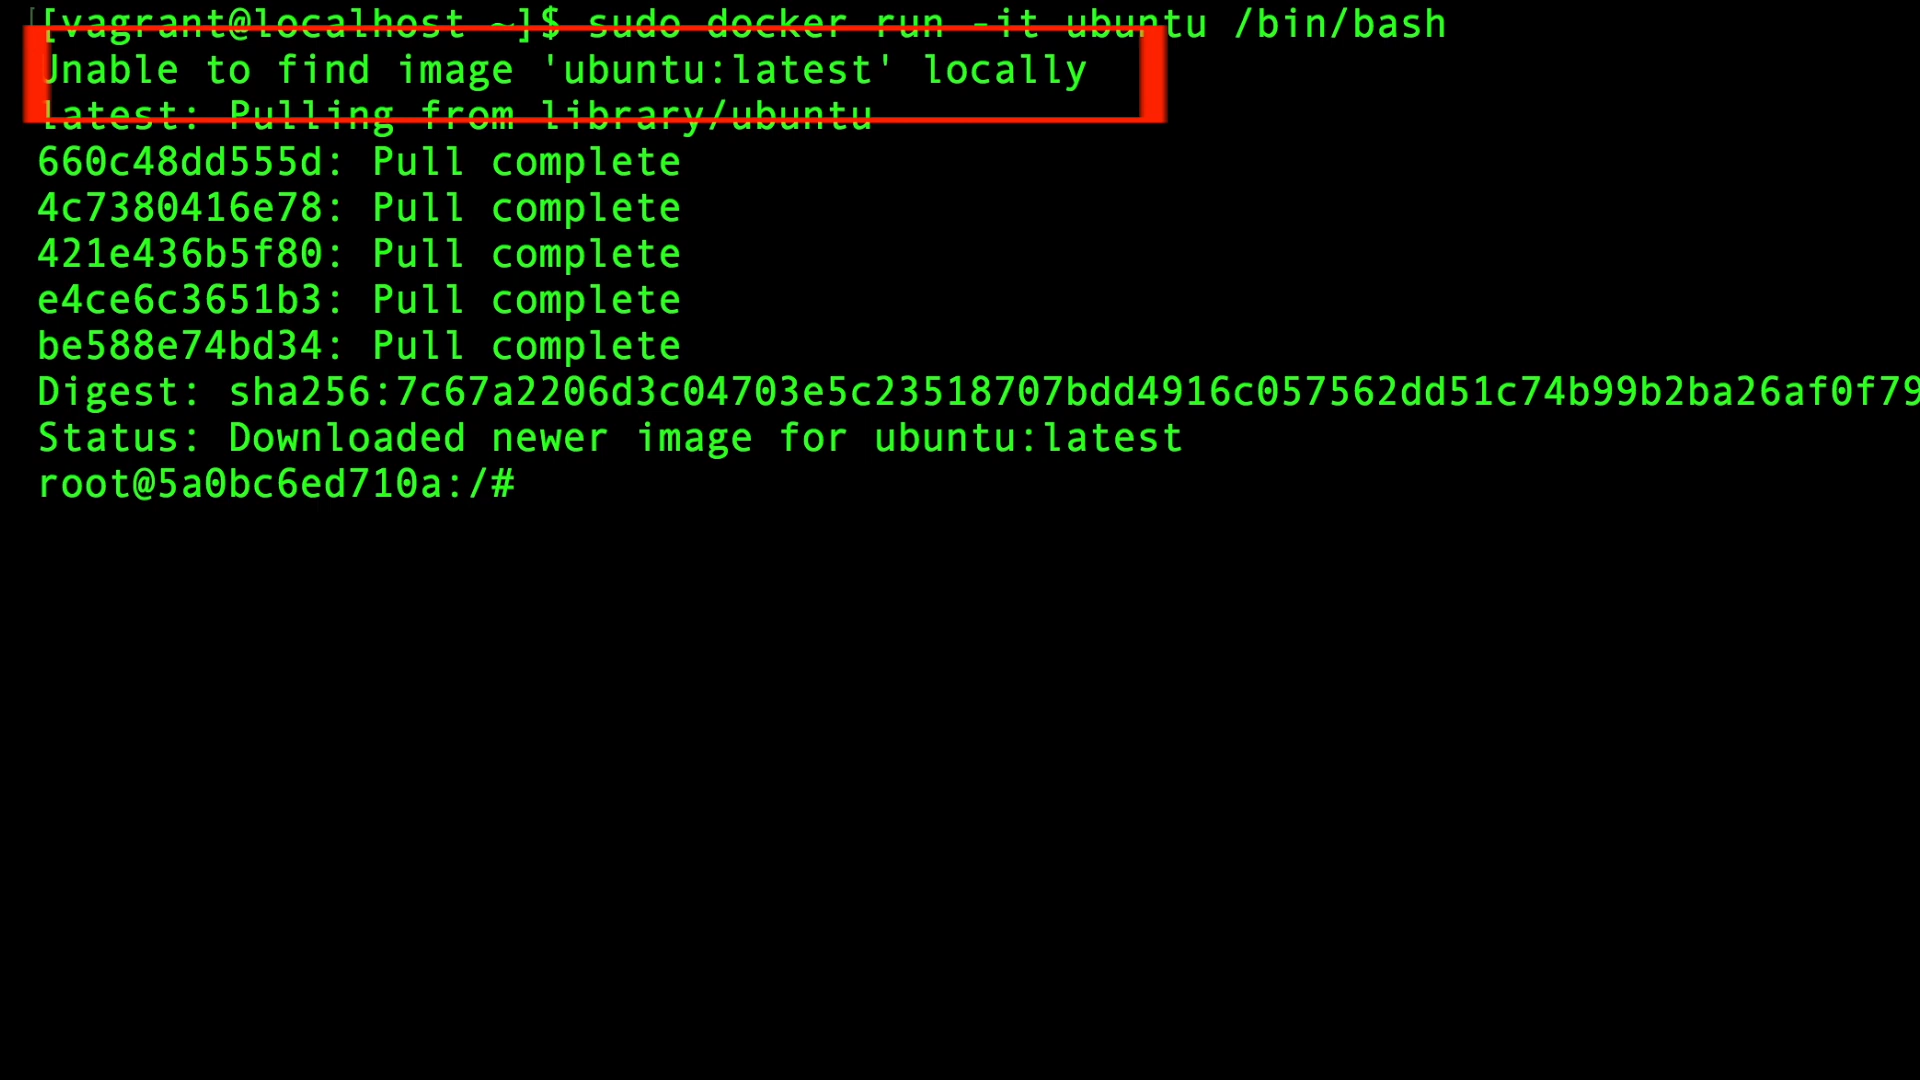 [vagrant@localhost ~]$ sudo docker run -it ubuntu /bin/bash
Unable to find image 'ubuntu:latest' locally
latest: Pulling from library/ubuntu
660c48dd555d: Pull complete
4c7380416e78: Pull complete
421e436b5f80: Pull complete
e4ce6c3651b3: Pull complete
be588e74bd34: Pull complete
Digest: sha256:7c67a2206d3c04703e5c23518707bdd4916c057562dd51c74b99b2ba26af0f79
Status: Downloaded newer image for ubuntu:latest
root@5a0bc6ed710a:/#